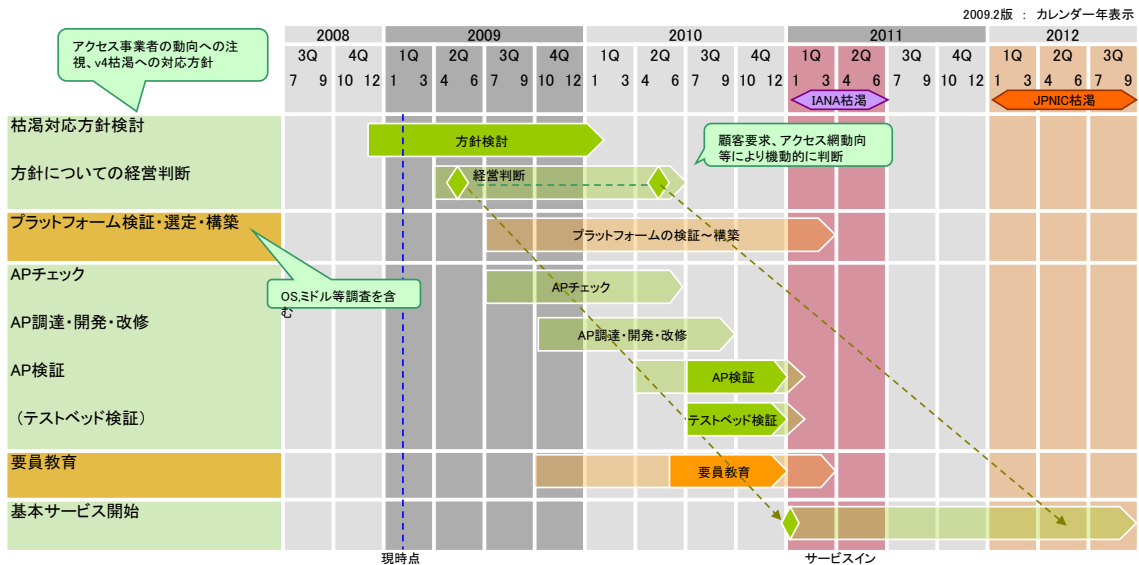 2009.2版 : カレンダー年表示
アクセス事業者の動向への注
視、v4枯渇への対応方針
2008 2009 2010 2011 2012
3Q 4Q 1Q 2Q 3Q 4Q 1Q 2Q 3Q 4Q 1Q 2Q 3Q 4Q 1Q 2Q 3Q
7 9 10 12 1 3 4 6 7 9 10 12 1 3 4 6 7 9 10 12 1 3 4 6 7 9 10 12 1 3 4 6 7 9
IANA枯渇 JPNIC枯渇
枯渇対応方針検討
方針検討
顧客要求、アクセス網動向
等により機動的に判断
方針についての経営判断
経営判断
プラットフォーム検証・選定・構築
プラットフォームの検証~構築
APチェック
APチェック
OS,ミドル等調査を含
む
AP調達・開発・改修
AP調達・開発・改修
AP検証
AP検証
(テストベッド検証)
テストベッド検証
要員教育
要員教育
基本サービス開始
現時点 サービスイン